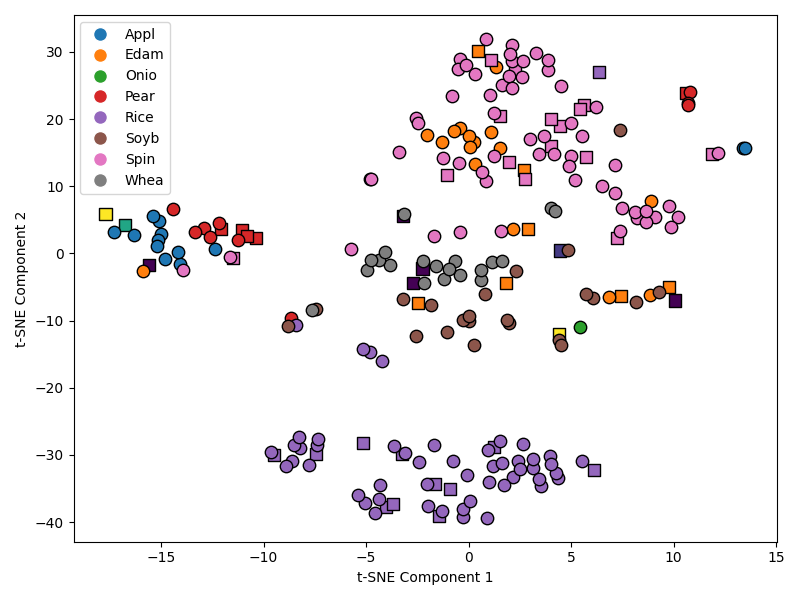 Appl
Edam
Onio
Pear
Rice
Soyb
Spin
Whea
30
20
10
0
−10
−20
−30
−40
−15
−10
−5
0
5
10
15
t-SNE Component 2
t-SNE Component 1